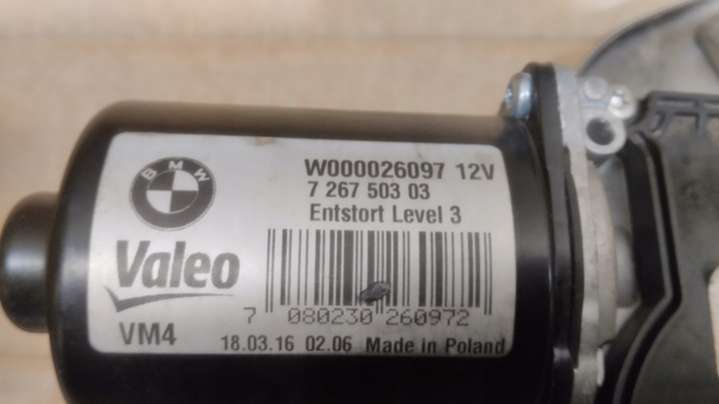 BMW
W000026097 12V
7 267 503 03
Entstort Level 3
Valeo
7 080230 260972
VM4
18.03.16 02.06 Made in Poland